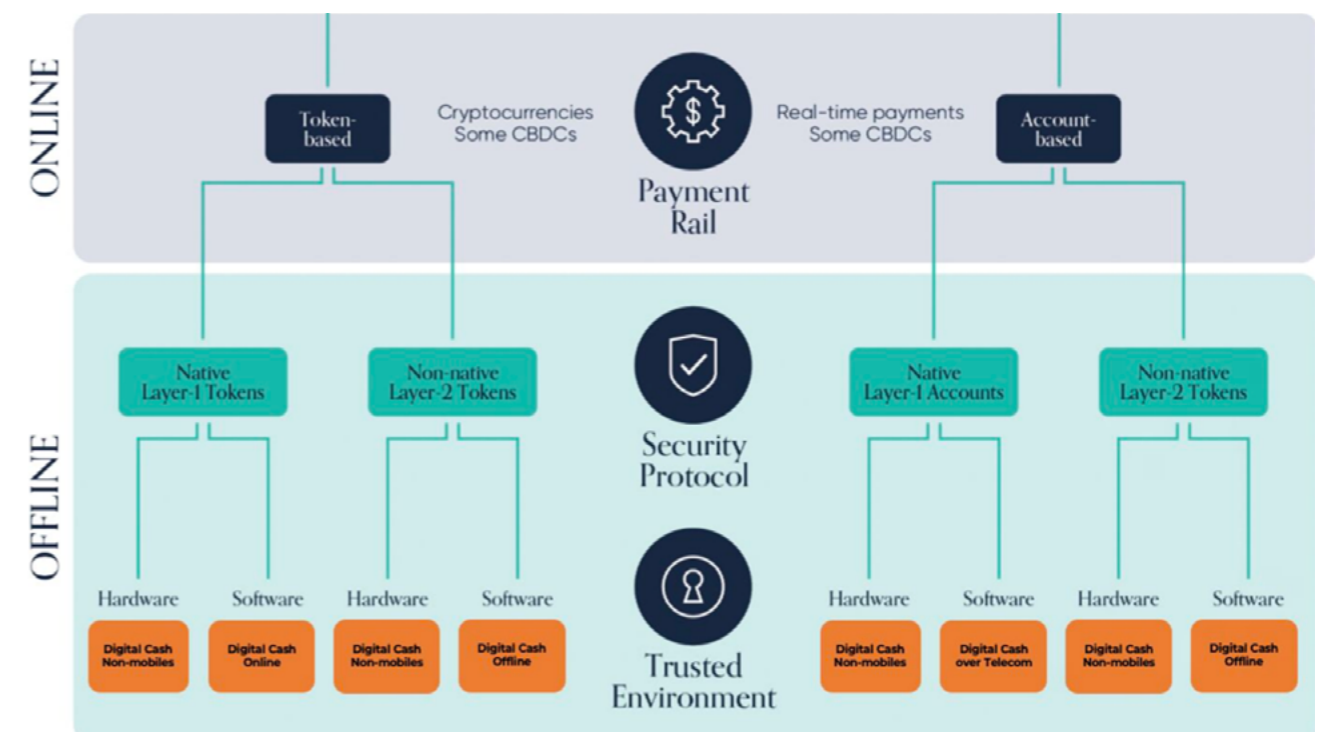 ONLINE
Token-
based
Cryptocurrencies
Some CBDCs
$
Payment
Rail
Real-time payments
Some CBDCs
Account-
based
OFFLINE
Native
Layer-1 Tokens
Non-native
Layer-2 Tokens
Security
Protocol
Native
Layer-1 Accounts
Non-native
Layer-2 Tokens
Hardware
Software
Hardware
Software
Hardware
Software
Hardware
Software
Digital Cash
Non-mobiles
Digital Cash
Online
Digital Cash
Non-mobiles
Digital Cash
Offline
Trusted
Environment
Digital Cash
Non-mobiles
Digital Cash
over Telecom
Digital Cash
Non-mobiles
Digital Cash
Offline